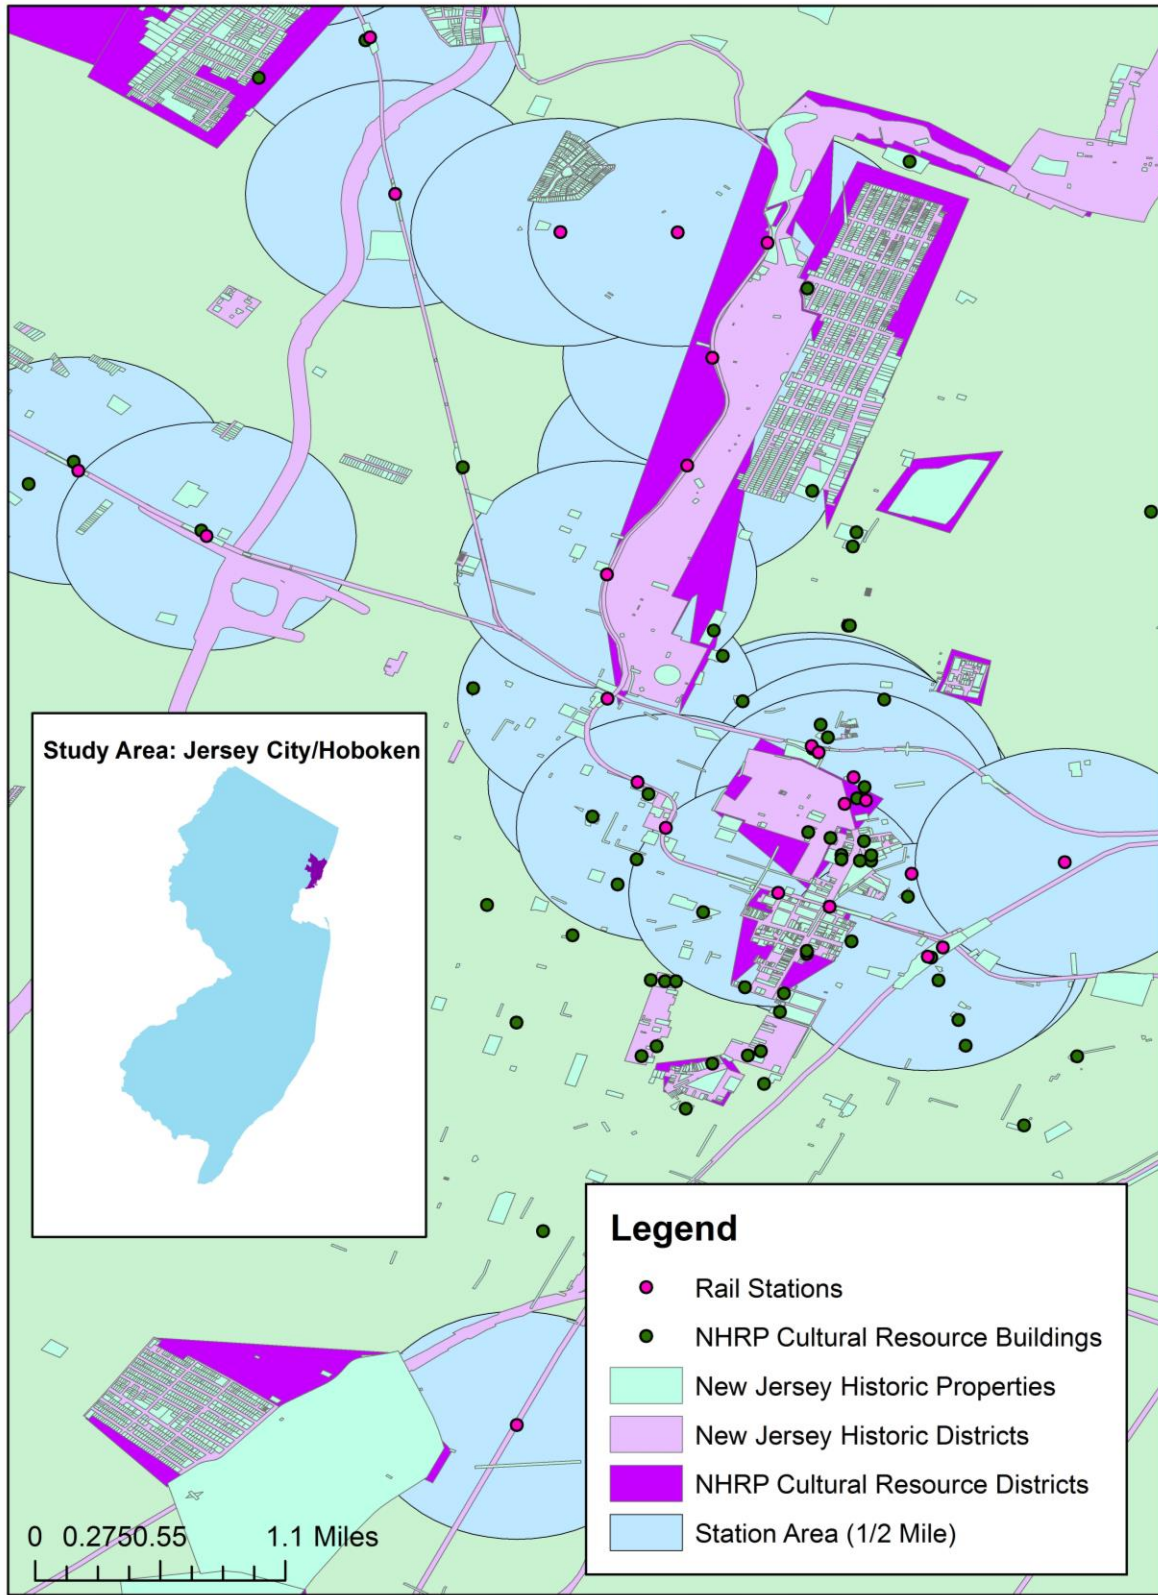 Study Area: Jersey City/Hoboken
Legend
Rail Stations
NHRP Cultural Resource Buildings
New Jersey Historic Properties
New Jersey Historic Districts
NHRP Cultural Resource Districts
Station Area (1/2 Mile)
0 0.2750.55 1.1 Miles